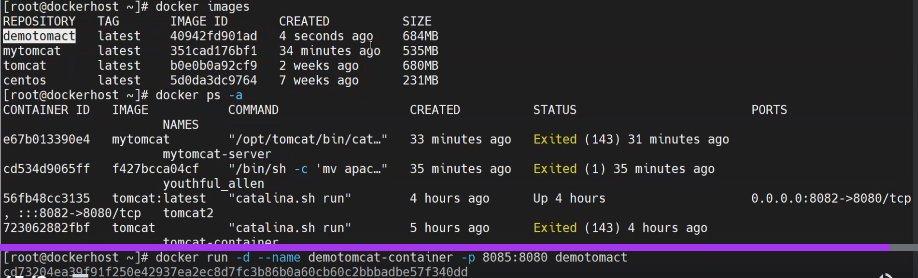 [root@dockerhost ~]# docker images
REPOSITORY TAG IMAGE ID CREATED SIZE
demotomact latest 40942fd901ad 4 seconds ago 684MB
mytomcat latest 351cad176bf1 34 minutes ago 535MB
tomcat latest b0e0b0a92cf9 2 weeks ago 680MB
centos latest 5d0da3dc9764 7 weeks ago 231MB
[root@dockerhost ~]# docker ps -a
CONTAINER ID IMAGE COMMAND CREATED STATUS PORTS
NAMES
e67b013390e4 mytomcat "/opt/tomcat/bin/cat…" 33 minutes ago Exited (143) 31 minutes ago
mytomcat-server
cd534d9065ff f427bcca04cf "/bin/sh -c 'mv apac…" 35 minutes ago Exited (1) 35 minutes ago
youthful_allen
56fb48cc3135 tomcat:latest "catalina.sh run" 4 hours ago Up 4 hours 0.0.0.0:8082->8080/tcp
, :::8082->8080/tcp tomcat2
723062882fbf tomcat "catalina.sh run" 5 hours ago Exited (143) 4 hours ago
tomcat-container
[root@dockerhost ~]# docker run -d --name demotomcat-container -p 8085:8080 demotomact
cd73204ea39f91f250e42937ea2ec8d7fc3b86b0a60cb60c2bbbadbe57f340dd